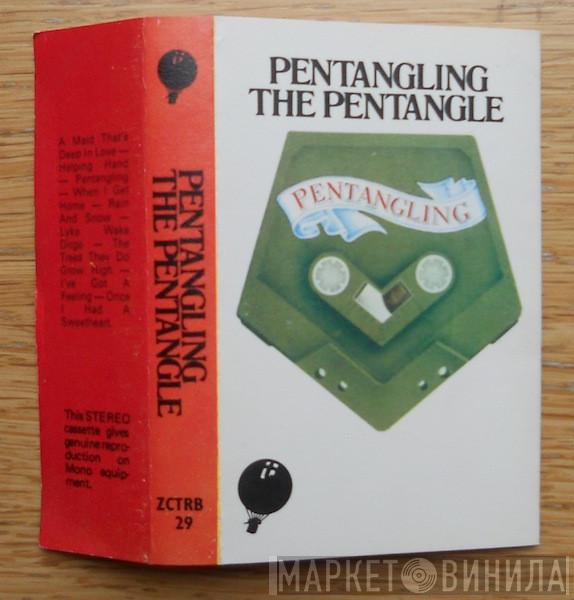 A Maid That's
Deep In Love —
Helping Hand
— Pentangling
— When I Get
Home — Rain
And Snow —
Lyke Wake
Dirge — The
Trees They Do
Grow High —
I've Got A
Feeling — Once
I Had A
Sweetheart.
This STEREO
cassette gives
genuine repro-
duction on
Mono equip-
ment.
PENTANGLING
THE PENTANGLE
ZCTRB
29
PENTANGLING
THE PENTANGLE
PENTANGLING
МАРКЕТ ВИНИЛА